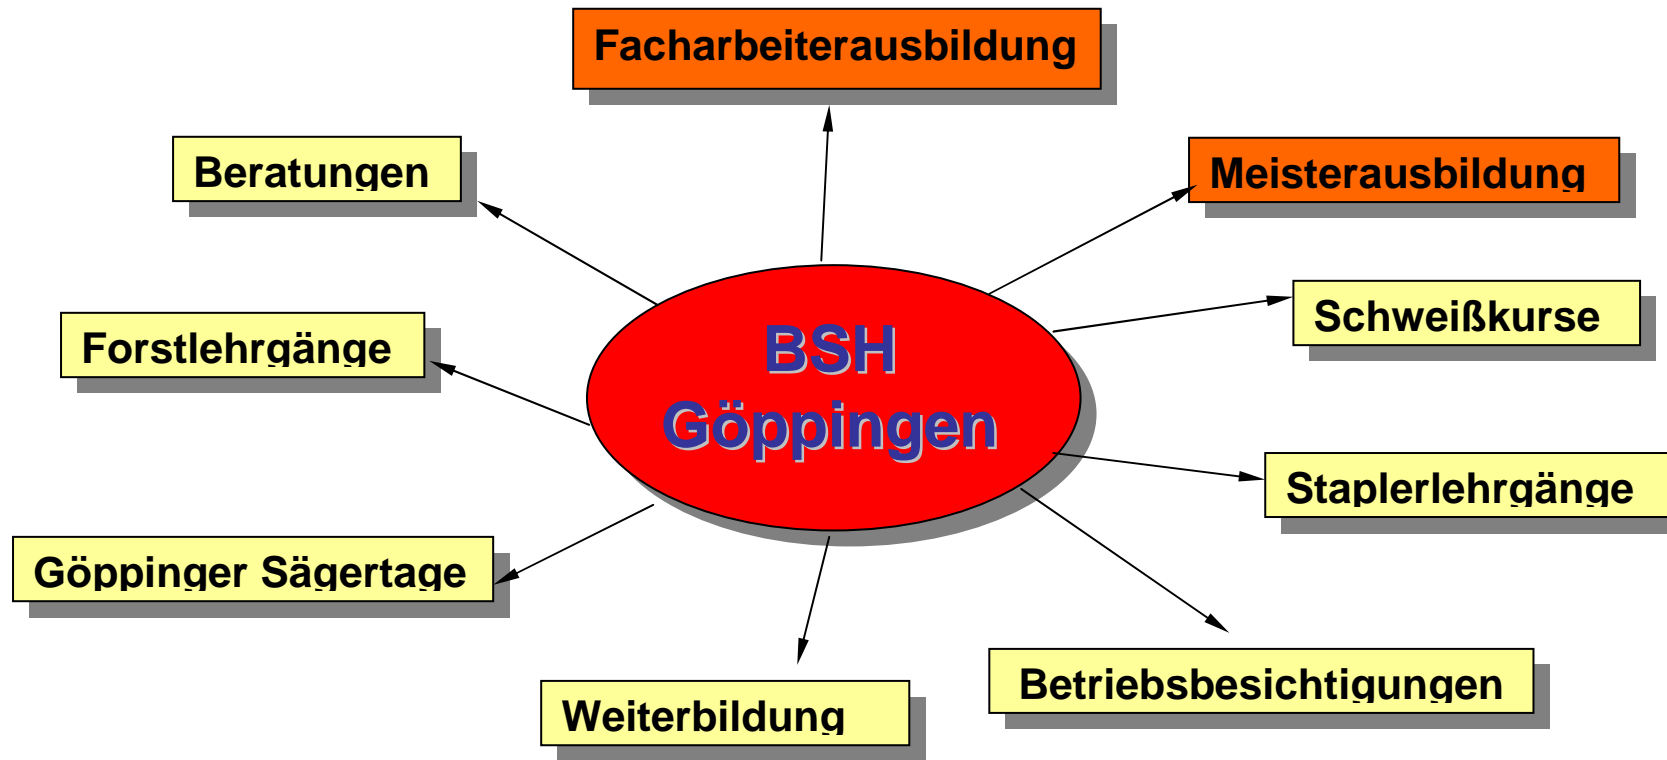 Facharbeiterausbildung
Beratungen
Meisterausbildung
Schweißkurse
Forstlehrgänge
BSH
Göppingen
Staplerlehrgänge
Göppinger Sägertage
Betriebsbesichtigungen
Weiterbildung